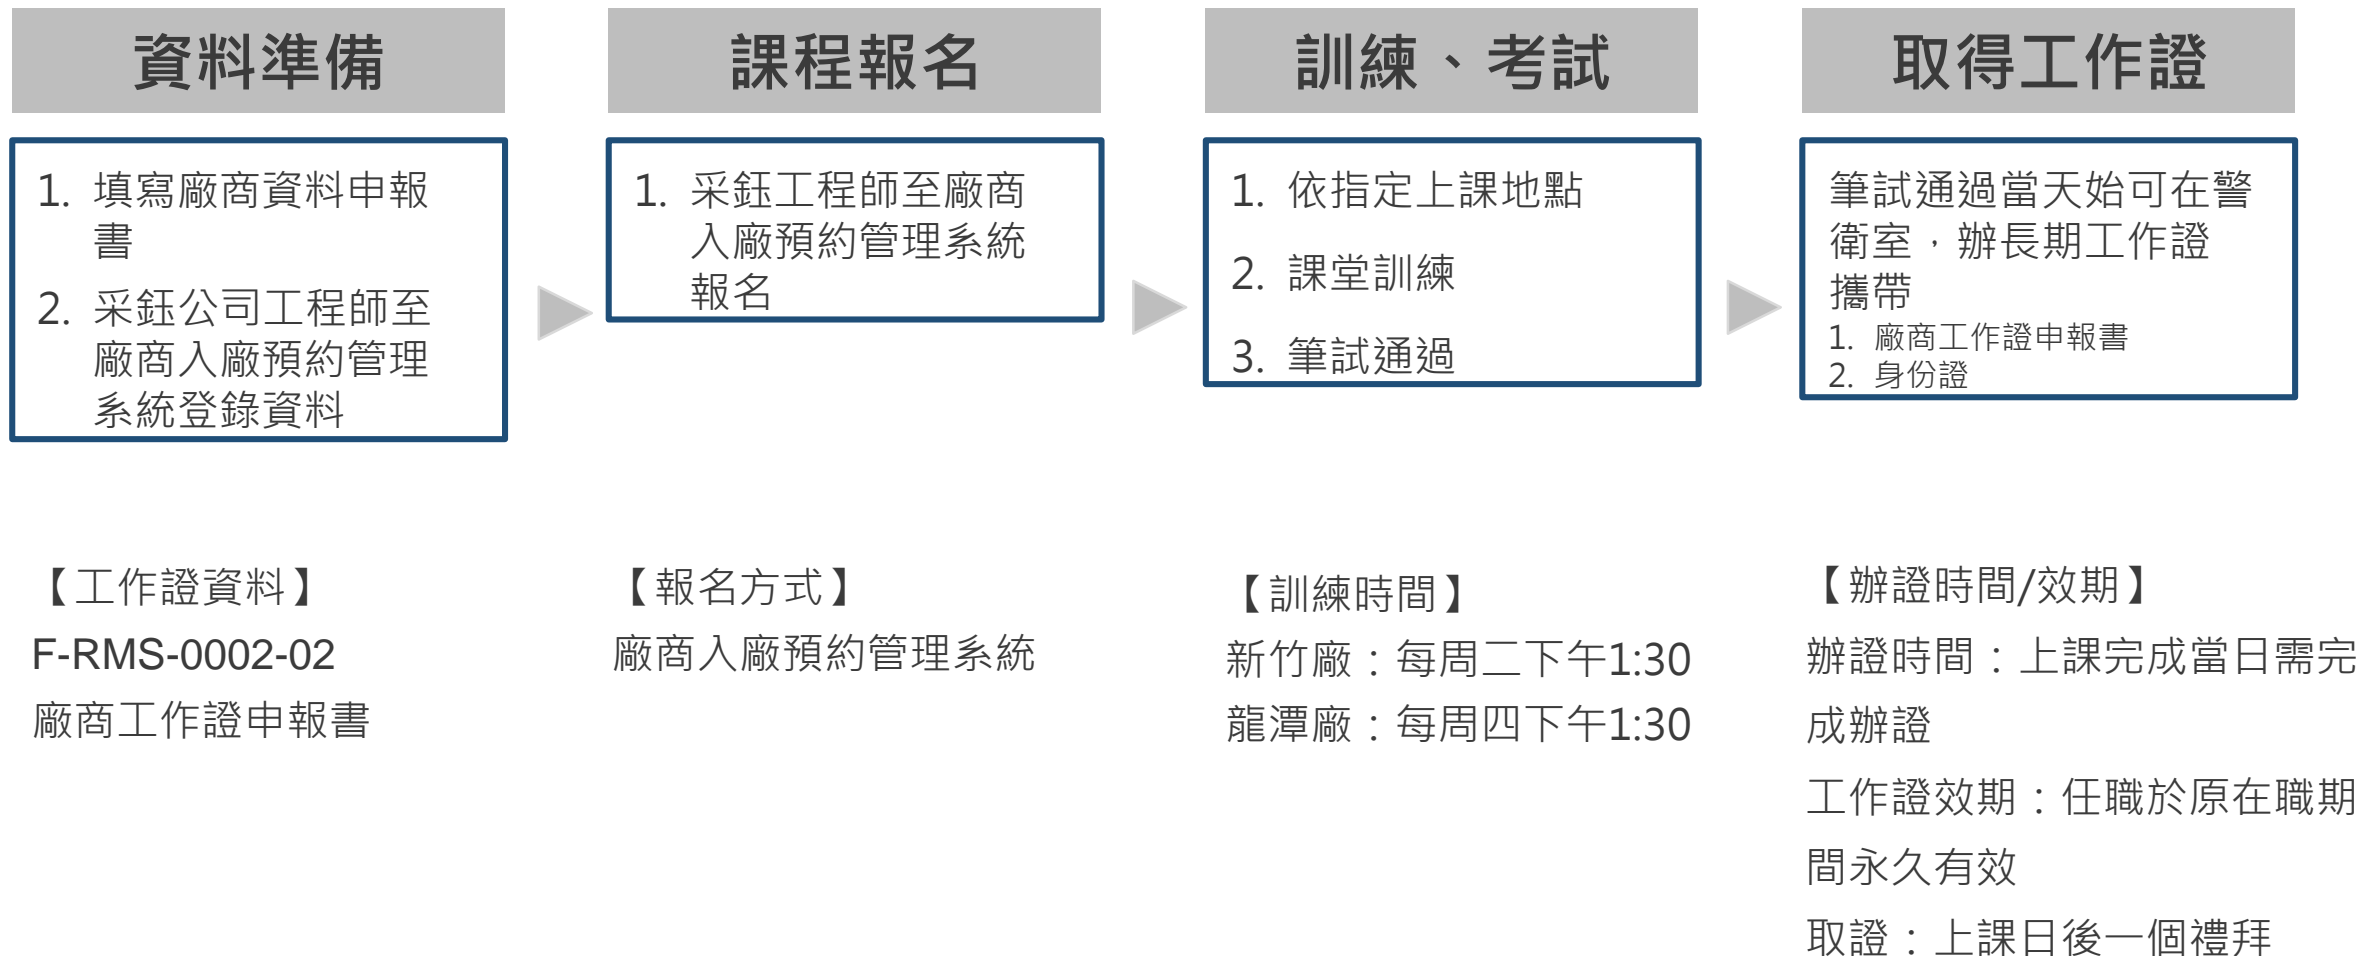 資料準備
1. 填寫廠商資料申報
書
2. 采鈺公司工程師至
廠商入廠預約管理
系統登錄資料
【工作證資料】
F-RMS-0002-02
廠商工作證申報書
課程報名
1. 采鈺工程師至廠商
入廠預約管理系統
報名
【報名方式】
廠商入廠預約管理系統
訓練、考試
1. 依指定上課地點
2. 課堂訓練
3. 筆試通過
【訓練時間】
新竹廠：每周二下午1:30
龍潭廠：每周四下午1:30
取得工作證
筆試通過當天始可在警
衛室，辦長期工作證
攜帶
1. 廠商工作證申報書
2. 身份證
【辦證時間/效期】
辦證時間：上課完成當日需完
成辦證
工作證效期：任職於原在職期
間永久有效
取證：上課日後一個禮拜